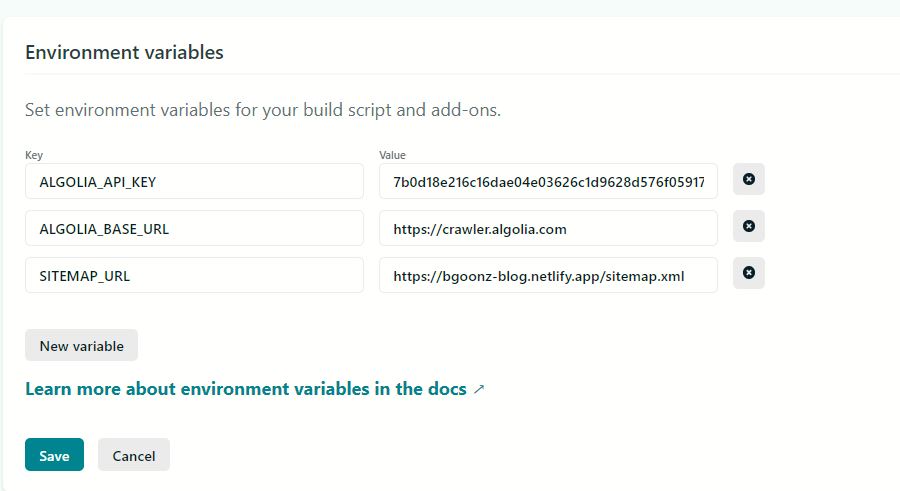 Environment variables
Set environment variables for your build script and add-ons.
Key Value
ALGOLIA_API_KEY 7b0d18e216c16dae04e03626c1d9628d576f05917
ALGOLIA_BASE_URL https://crawler.algolia.com
SITEMAP_URL https://bgoonz-blog.netlify.app/sitemap.xml
New variable
Learn more about environment variables in the docs ↗
Save Cancel